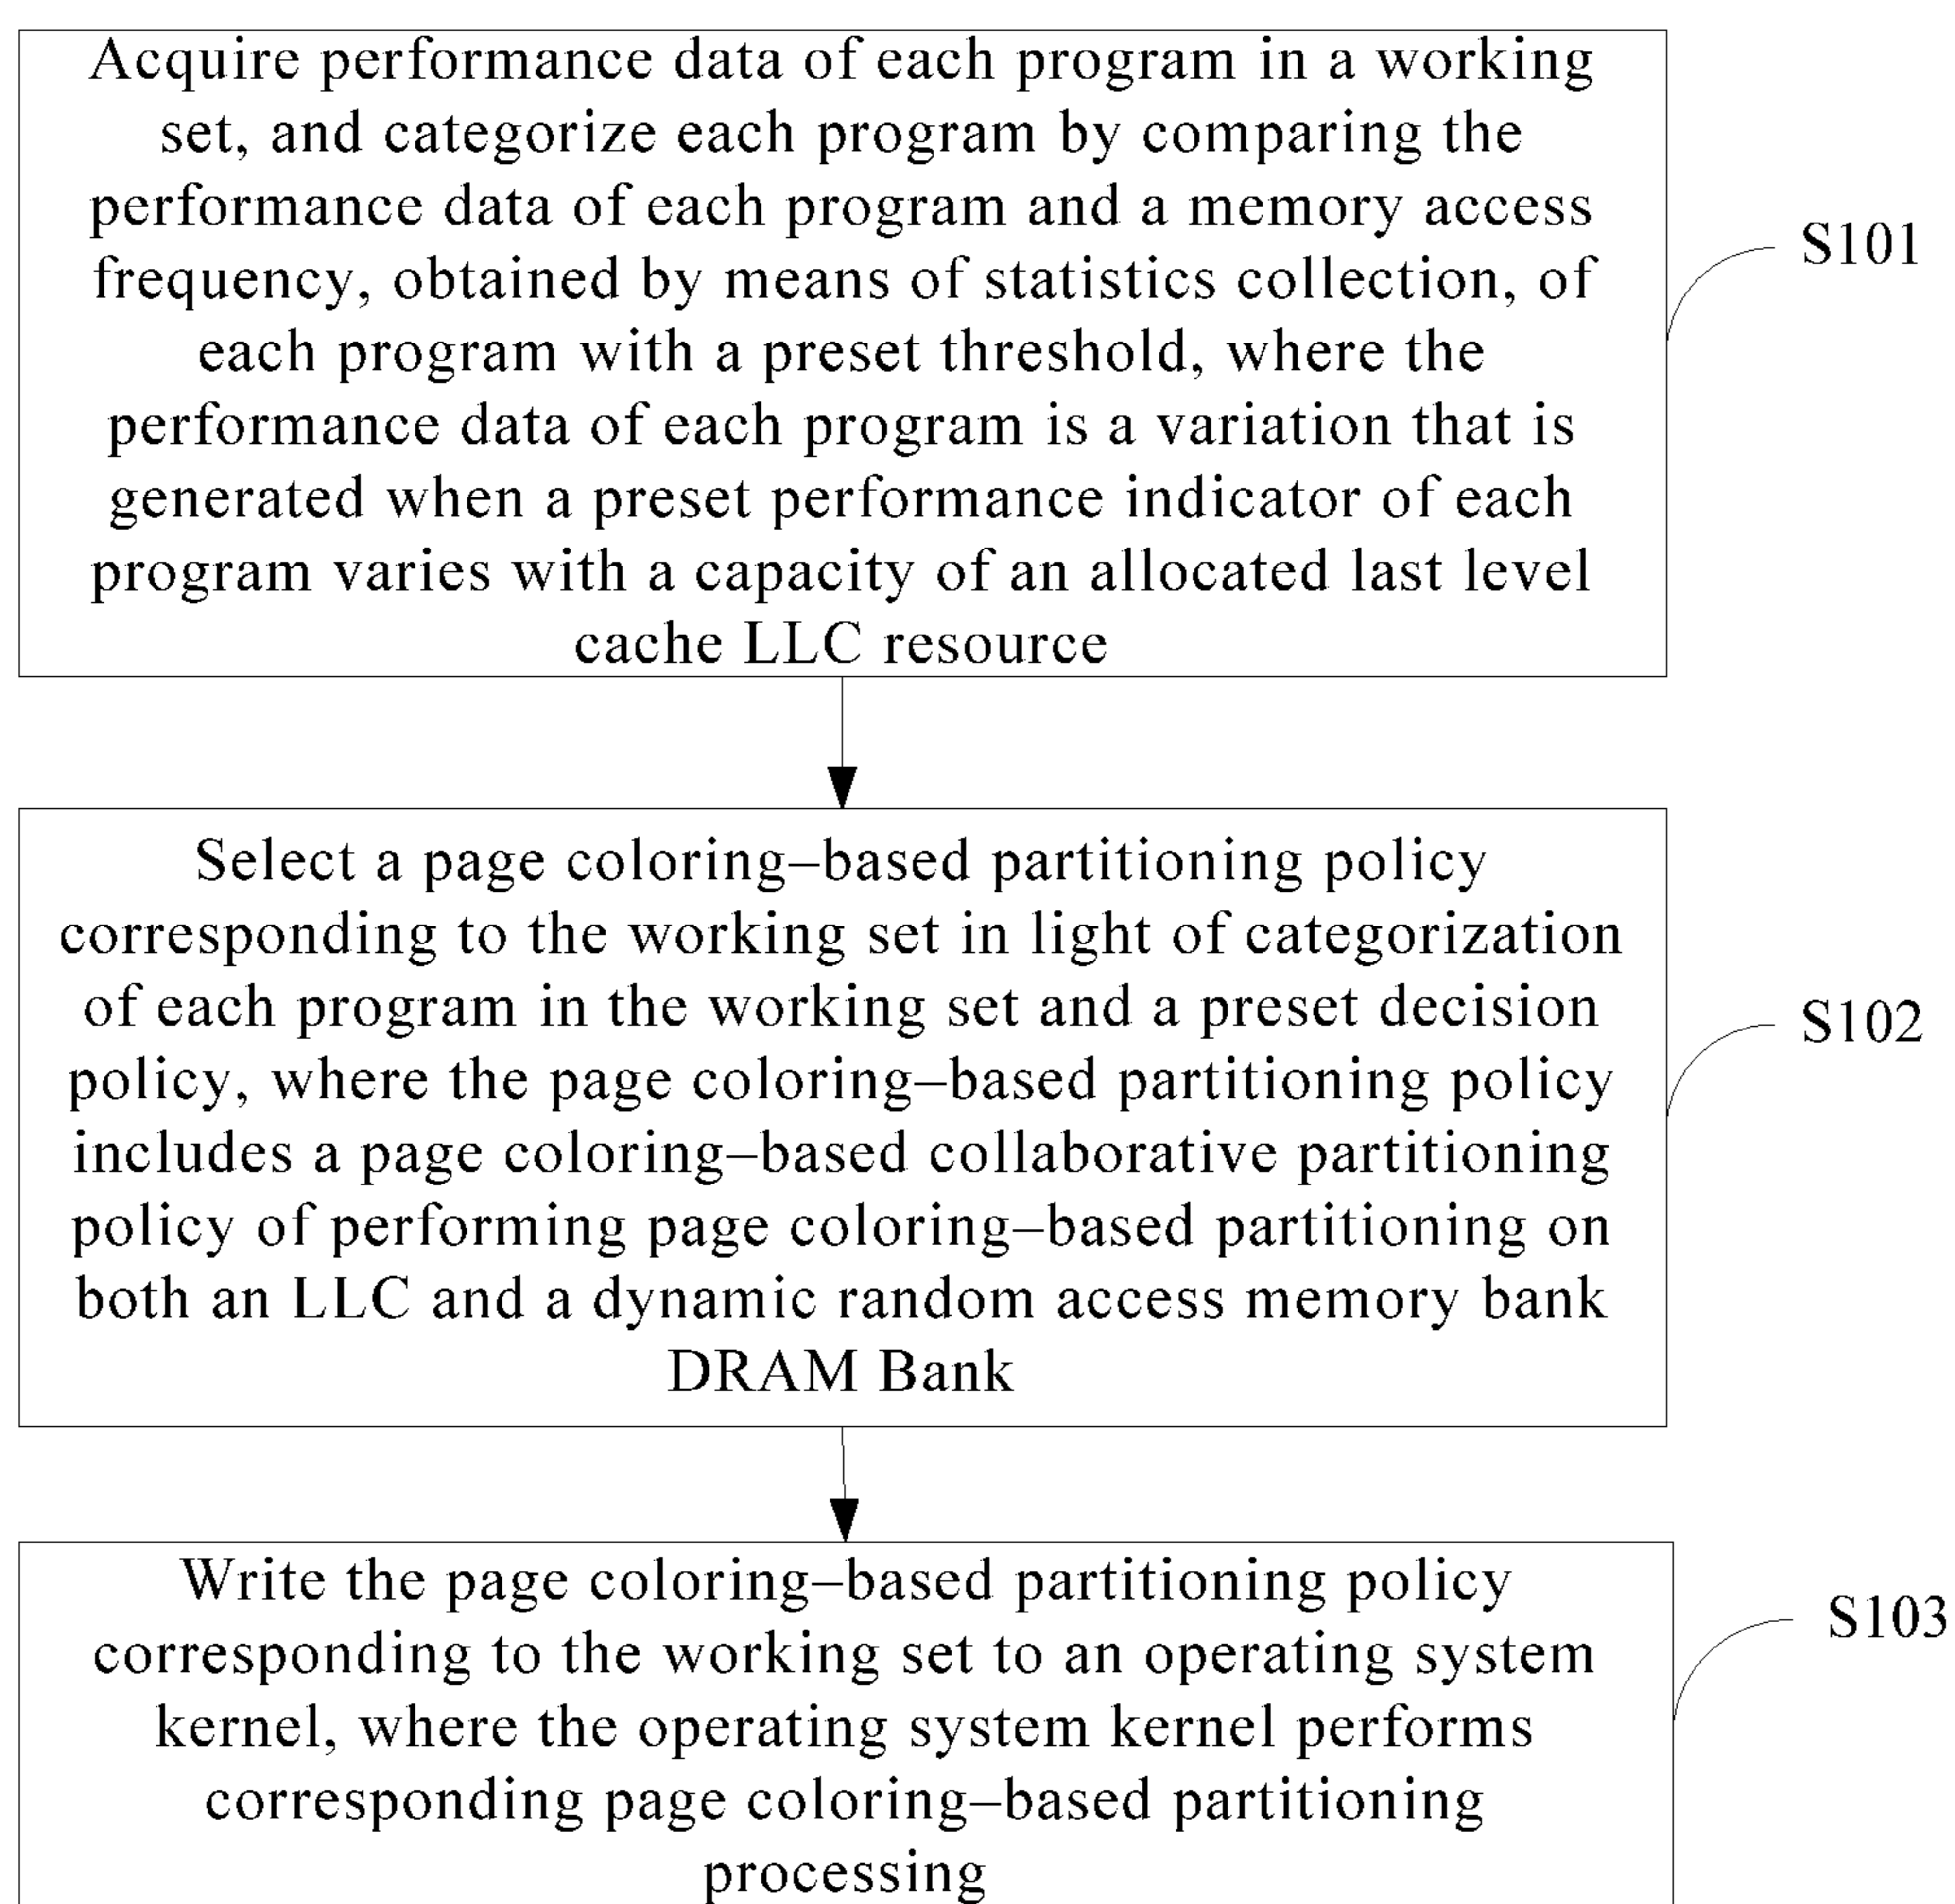 Acquire performance data of each program in a working
set, and categorize each program by comparing the
performance data of each program and a memory access
frequency, obtained by means of statistics collection, of
each program with a preset threshold, where the
performance data of each program is a variation that is
generated when a preset performance indicator of each
program varies with a capacity of an allocated last level
cache LLC resource
S101
Select a page coloring–based partitioning policy
corresponding to the working set in light of categorization
of each program in the working set and a preset decision
policy, where the page coloring–based partitioning policy
includes a page coloring–based collaborative partitioning
policy of performing page coloring–based partitioning on
both an LLC and a dynamic random access memory bank
DRAM Bank
S102
Write the page coloring–based partitioning policy
corresponding to the working set to an operating system
kernel, where the operating system kernel performs
corresponding page coloring–based partitioning
processing
S103